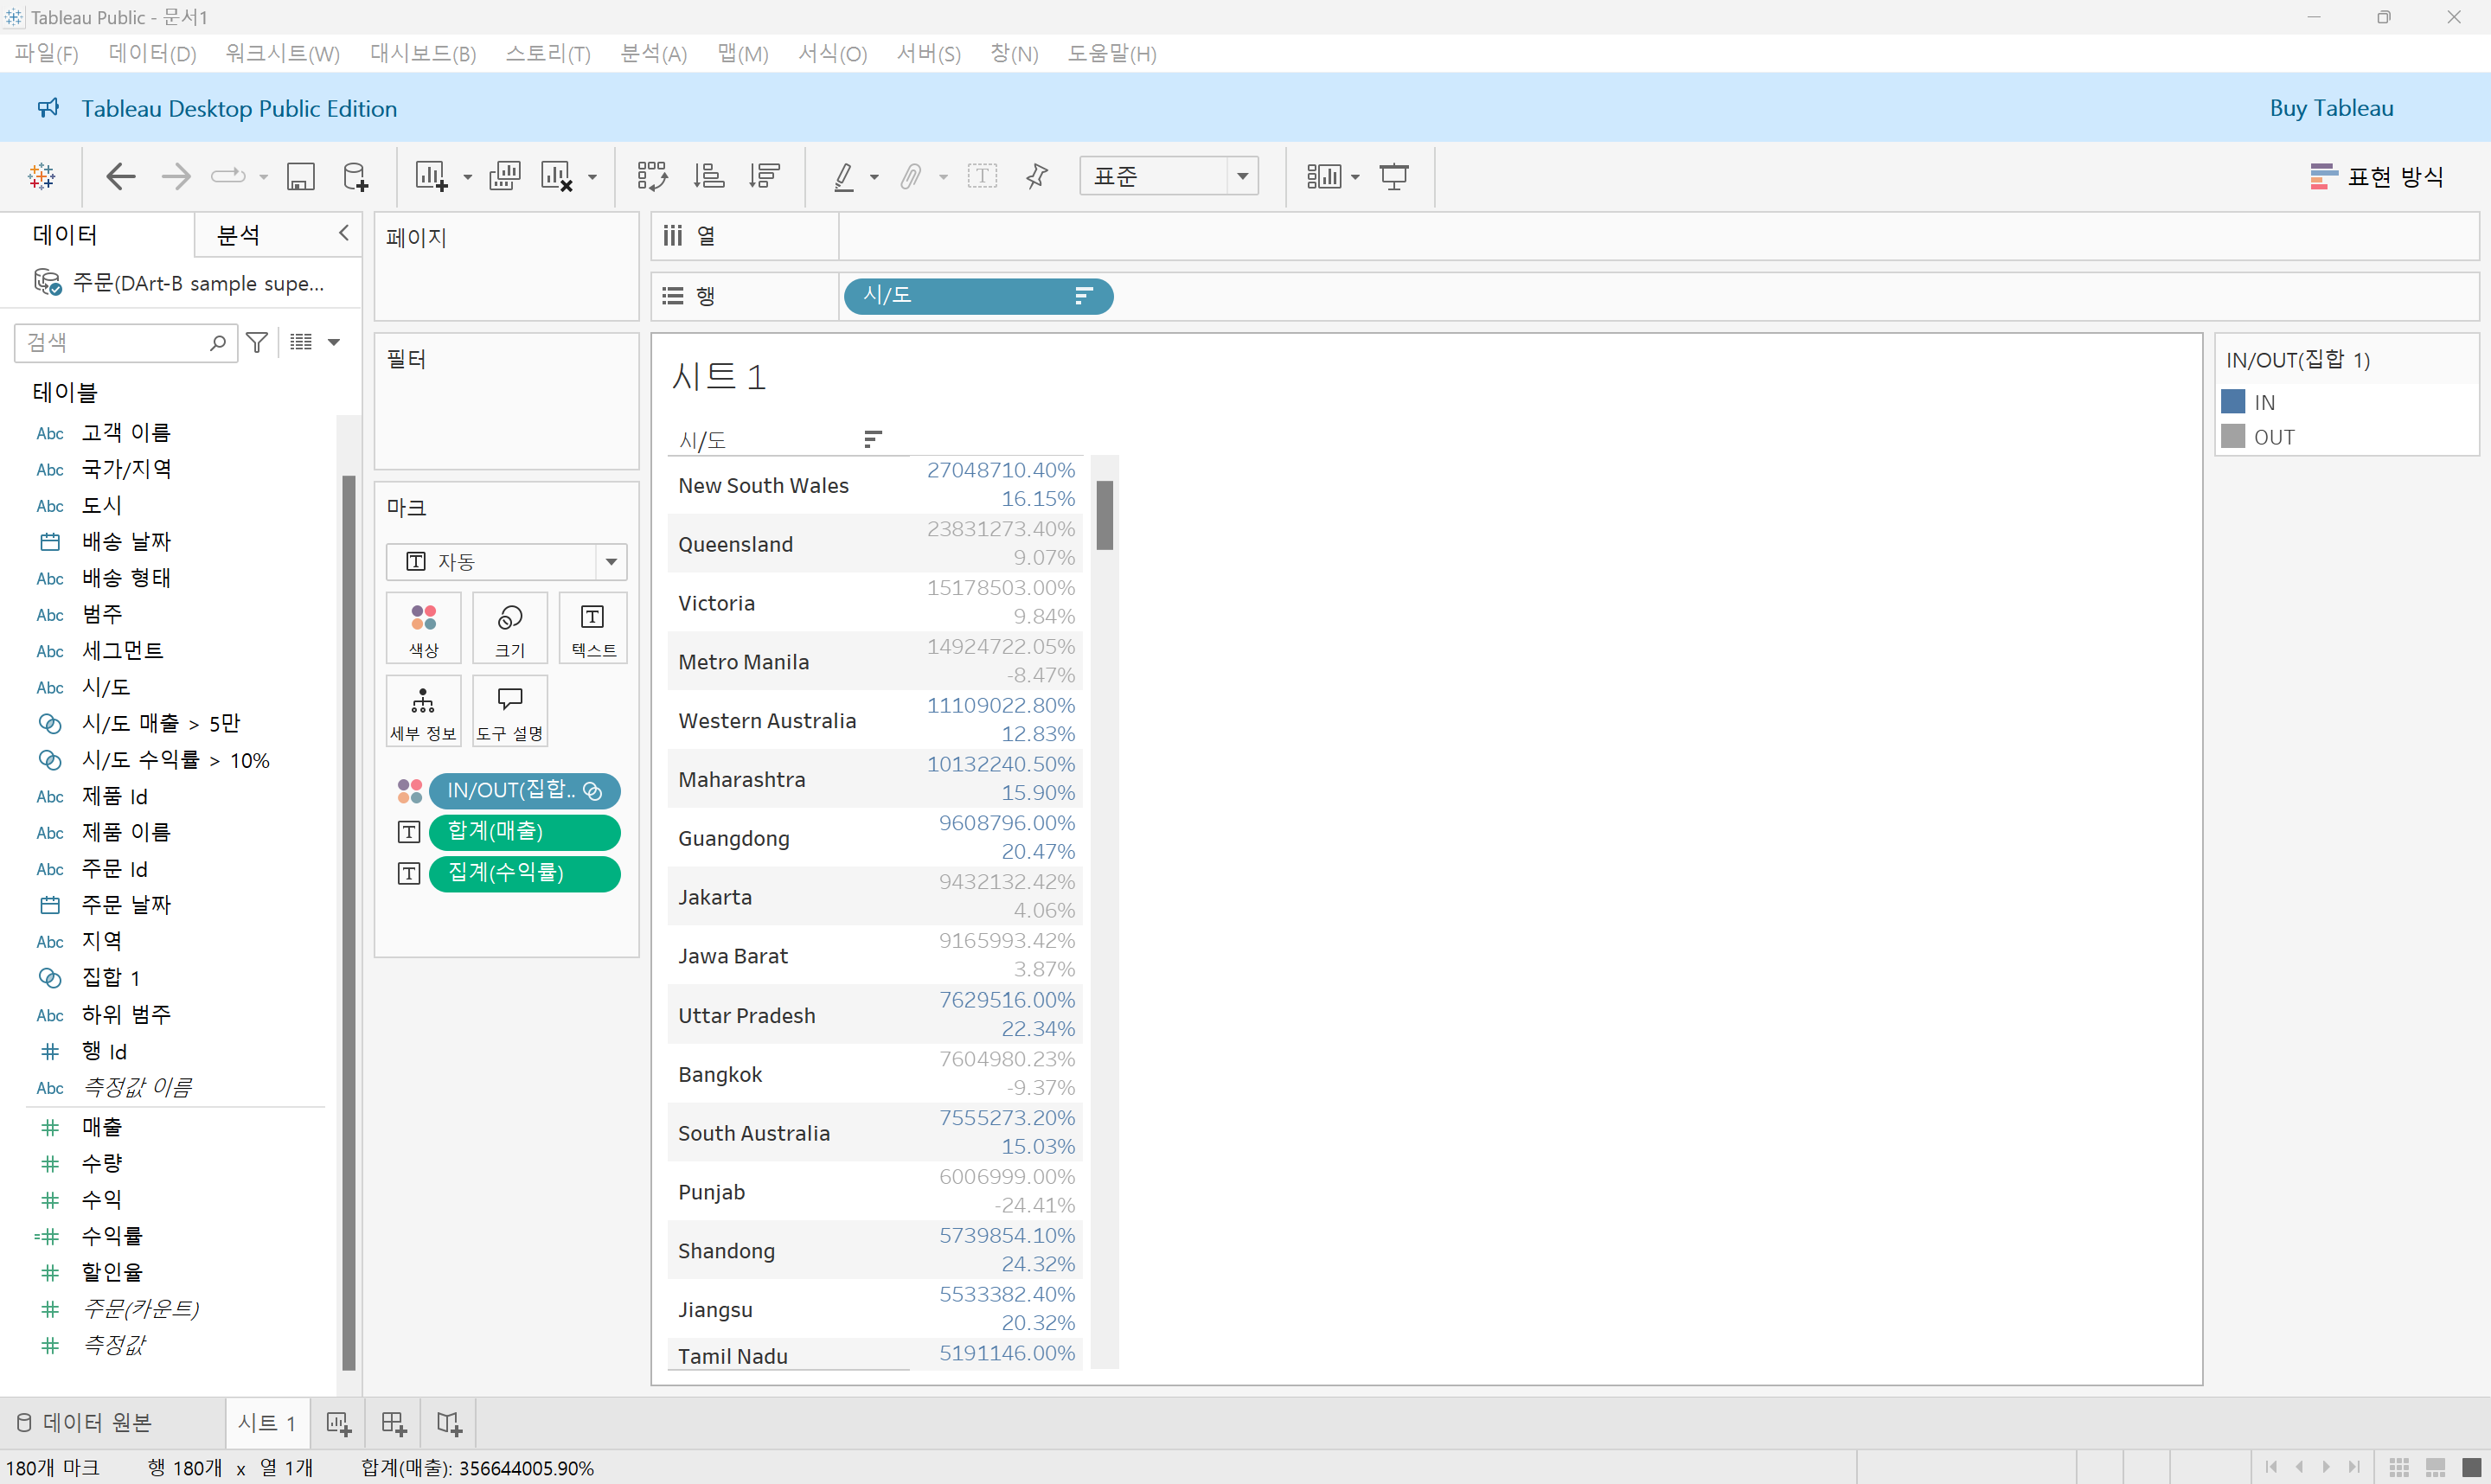 Tableau Public - 문서1
파일(F) 데이터(D) 워크시트(W) 대시보드(B) 스토리(T) 분석(A) 맵(M) 서식(O) 서버(S) 창(N) 도움말(H)
Tableau Desktop Public Edition
Buy Tableau
표준
표현 방식
데이터
분석
주문(DArt-B sample supe...
검색
테이블
Abc 고객 이름
Abc 국가/지역
Abc 도시
배송 날짜
Abc 배송 형태
Abc 범주
Abc 세그먼트
Abc 시/도
시/도 매출 > 5만
시/도 수익률 > 10%
Abc 제품 Id
Abc 제품 이름
Abc 주문 Id
주문 날짜
Abc 지역
집합 1
Abc 하위 범주
행 Id
Abc 측정값 이름
매출
수량
수익
=# 수익률
할인율
주문(카운트)
측정값
페이지
필터
마크
자동
색상
크기
텍스트
세부 정보
도구 설명
IN/OUT(집합..
합계(매출)
집계(수익률)
열
행
시/도
시트 1
시/도
New South Wales 27048710.40%
16.15%
Queensland 23831273.40%
9.07%
Victoria 15178503.00%
9.84%
Metro Manila 14924722.05%
-8.47%
Western Australia 11109022.80%
12.83%
Maharashtra 10132240.50%
15.90%
Guangdong 9608796.00%
20.47%
Jakarta 9432132.42%
4.06%
Jawa Barat 9165993.42%
3.87%
Uttar Pradesh 7629516.00%
22.34%
Bangkok 7604980.23%
-9.37%
South Australia 7555273.20%
15.03%
Punjab 6006999.00%
-24.41%
Shandong 5739854.10%
24.32%
Jiangsu 5533382.40%
20.32%
Tamil Nadu 5191146.00%
IN/OUT(집합 1)
IN
OUT
데이터 원본
시트 1
180개 마크 행 180개 x 열 1개 합계(매출): 356644005.90%